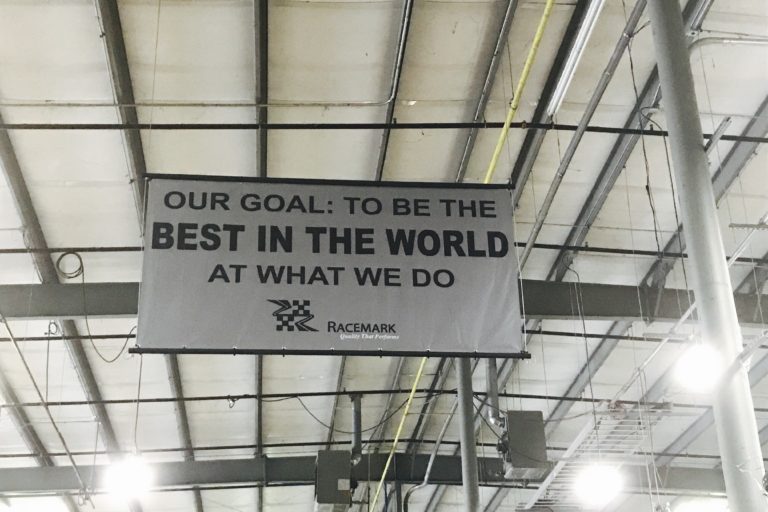 OUR GOAL: TO BE THE
BEST IN THE WORLD
AT WHAT WE DO
RACEMARK
Quality That Performs